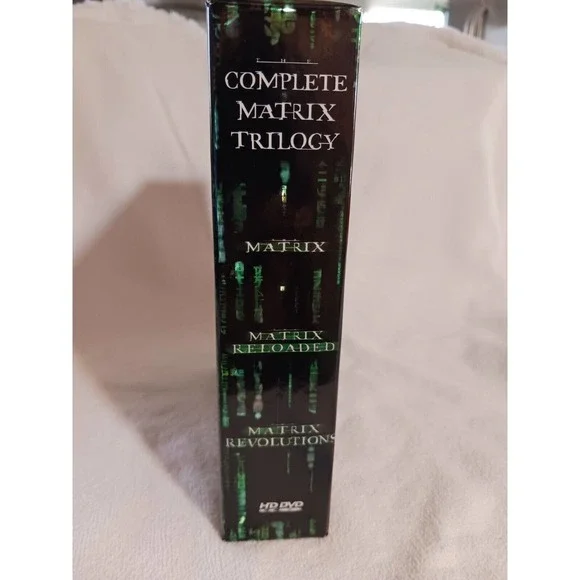 THE
COMPLETE
MATRIX
TRILOGY
MATRIX
MATRIX
RELOADED
MATRIX
REVOLUTIONS
HD DVD